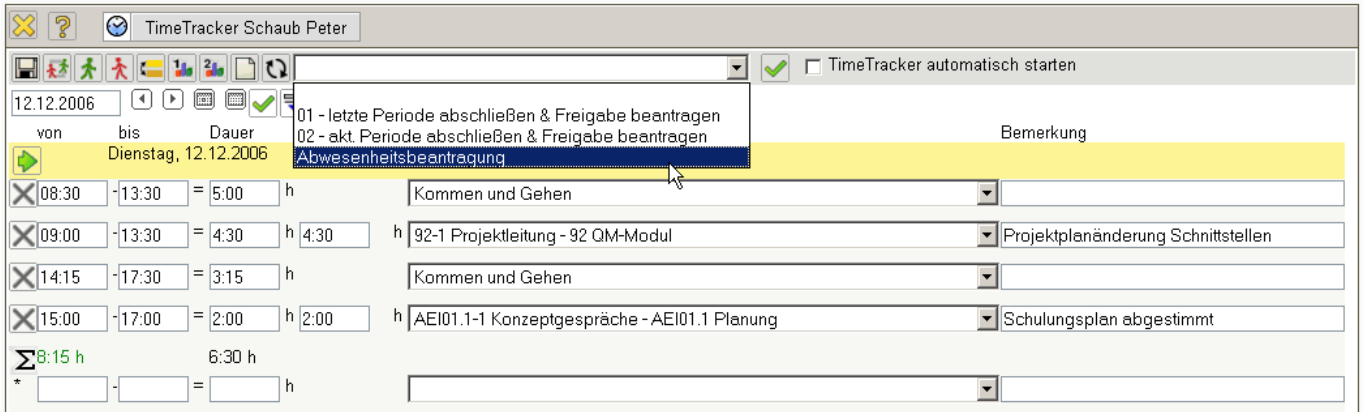 TimeTracker Schaub Peter
TimeTracker automatisch starten
12.12.2006
01 - letzte Periode abschließen & Freigabe beantragen
02 - akt. Periode abschließen & Freigabe beantragen
Abwesenheitsbeantragung
von bis Dauer Bemerkung
Dienstag, 12.12.2006
08:30 - 13:30 = 5:00 h Kommen und Gehen
09:00 - 13:30 = 4:30 h 4:30 h 92-1 Projektleitung - 92 QM-Modul Projektplanänderung Schnittstellen
14:15 - 17:30 = 3:15 h Kommen und Gehen
15:00 - 17:00 = 2:00 h 2:00 h AEI01.1-1 Konzeptgespräche - AEI01.1 Planung Schulungsplan abgestimmt
Σ 8:15 h 6:30 h
* - = h